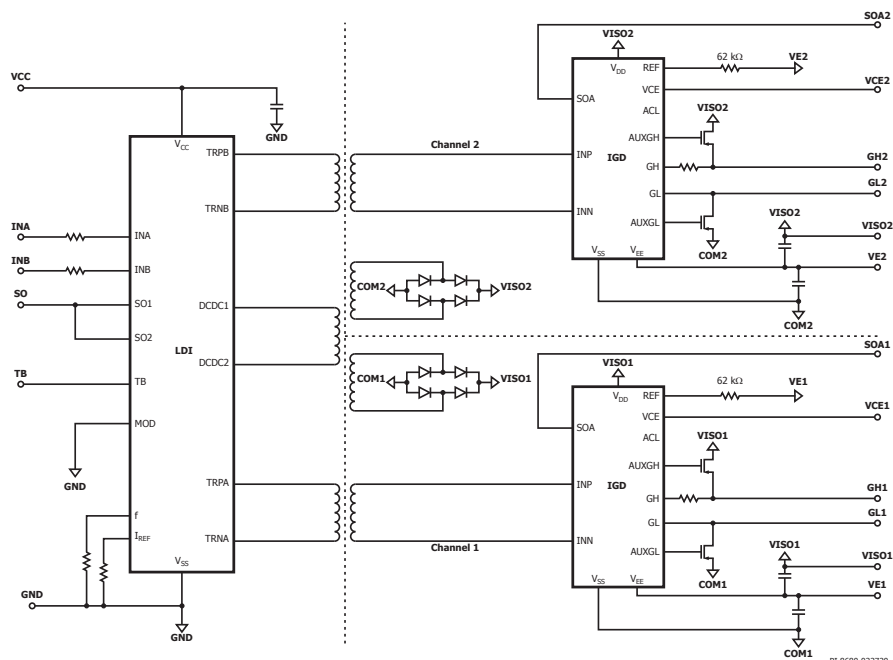 SOA2
VISO2
62 kΩ
VE2
VDD
REF
VCC
VCE
VCE2
SOA
ACL
VISO2
GND
AUXGH
VCC
TRPB
Channel 2
INP
IGD
GH
GH2
GL
GL2
TRNB
INN
AUXGL
VISO2
VISO2
INA
INA
COM2
INB
INB
VSS
VEE
VE2
COM2
VISO2
SO
SO1
DCDC1
COM2
SO2
LDI
SOA1
DCDC2
VISO1
TB
TB
COM1
VISO1
62 kΩ
VE1
VDD
REF
VCE
VCE1
MOD
SOA
ACL
VISO1
GND
AUXGH
TRPA
INP
IGD
GH
GH1
GL
GL1
f
IREF
TRNA
Channel 1
INN
AUXGL
VISO1
VISO1
COM1
VSS
VSS
VEE
VE1
GND
GND
COM1